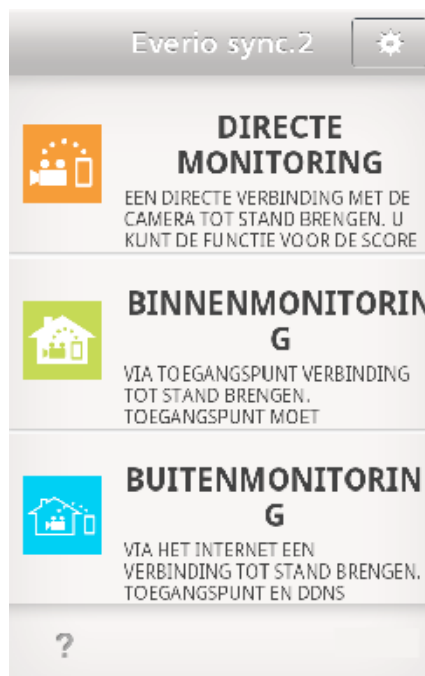 Everio sync.2
DIRECTE
MONITORING
EEN DIRECTE VERBINDING MET DE
CAMERA TOT STAND BRENGEN. U
KUNT DE FUNCTIE VOOR DE SCORE
BINNENMONITORIN
G
VIA TOEGANGSPUNT VERBINDING
TOT STAND BRENGEN.
TOEGANGSPUNT MOET
BUITENMONITORIN
G
VIA HET INTERNET EEN
VERBINDING TOT STAND BRENGEN.
TOEGANGSPUNT EN DDNS
?